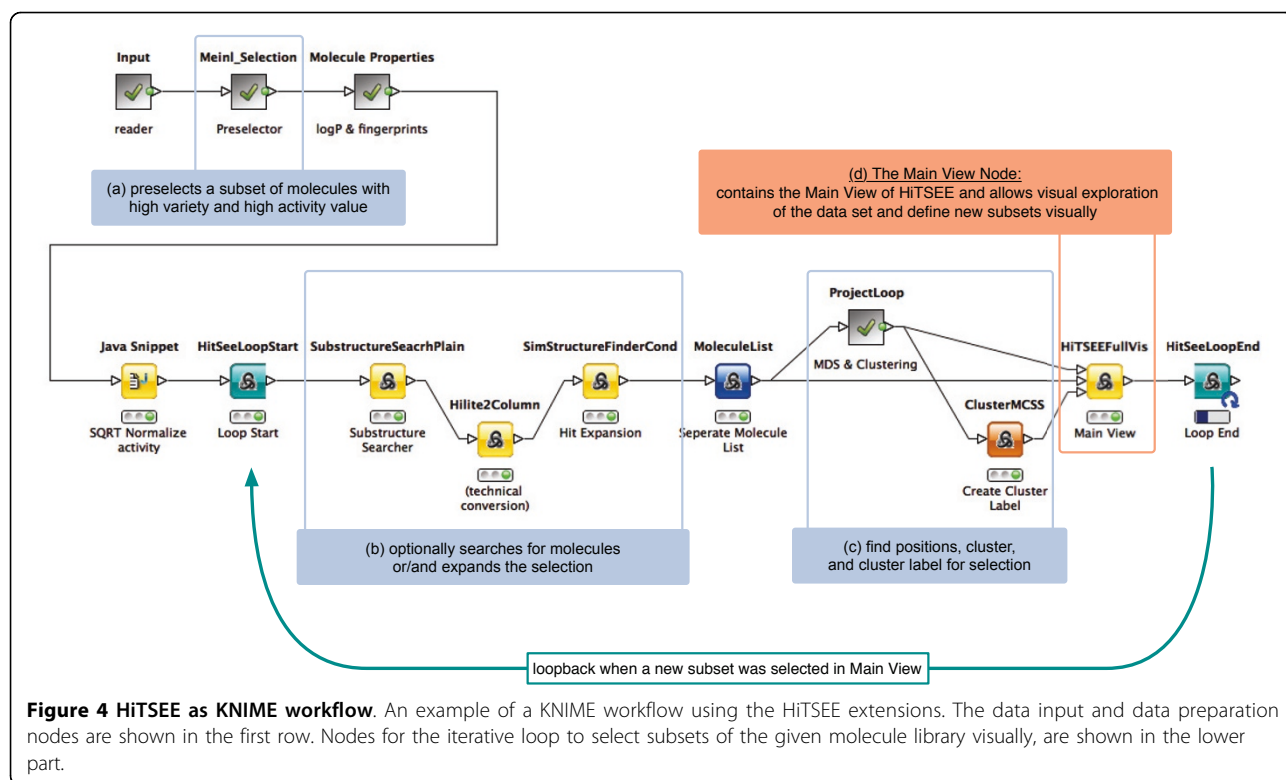 Input
Meinl_Selection
Molecule Properties
reader
Preselector
logP & fingerprints
(a) preselects a subset of molecules with
high variety and high activity value
(d) The Main View Node:
contains the Main View of HiTSEE and allows visual exploration
of the data set and define new subsets visually
Java Snippet
SQRT Normalize
activity
HitSeeLoopStart
Loop Start
SubstructureSeacrhPlain
Substructure
Searcher
Hilite2Column
(technical
conversion)
SimStructureFinderCond
Hit Expansion
MoleculeList
Seperate Molecule
List
ProjectLoop
MDS & Clustering
ClusterMCSS
Create Cluster
Label
HiTSEEFullVis
Main View
HitSeeLoopEnd
Loop End
(b) optionally searches for molecules
or/and expands the selection
(c) find positions, cluster,
and cluster label for selection
loopback when a new subset was selected in Main View
Figure 4 HiTSEE as KNIME workflow. An example of a KNIME workflow using the HiTSEE extensions. The data input and data preparation
nodes are shown in the first row. Nodes for the iterative loop to select subsets of the given molecule library visually, are shown in the lower
part.